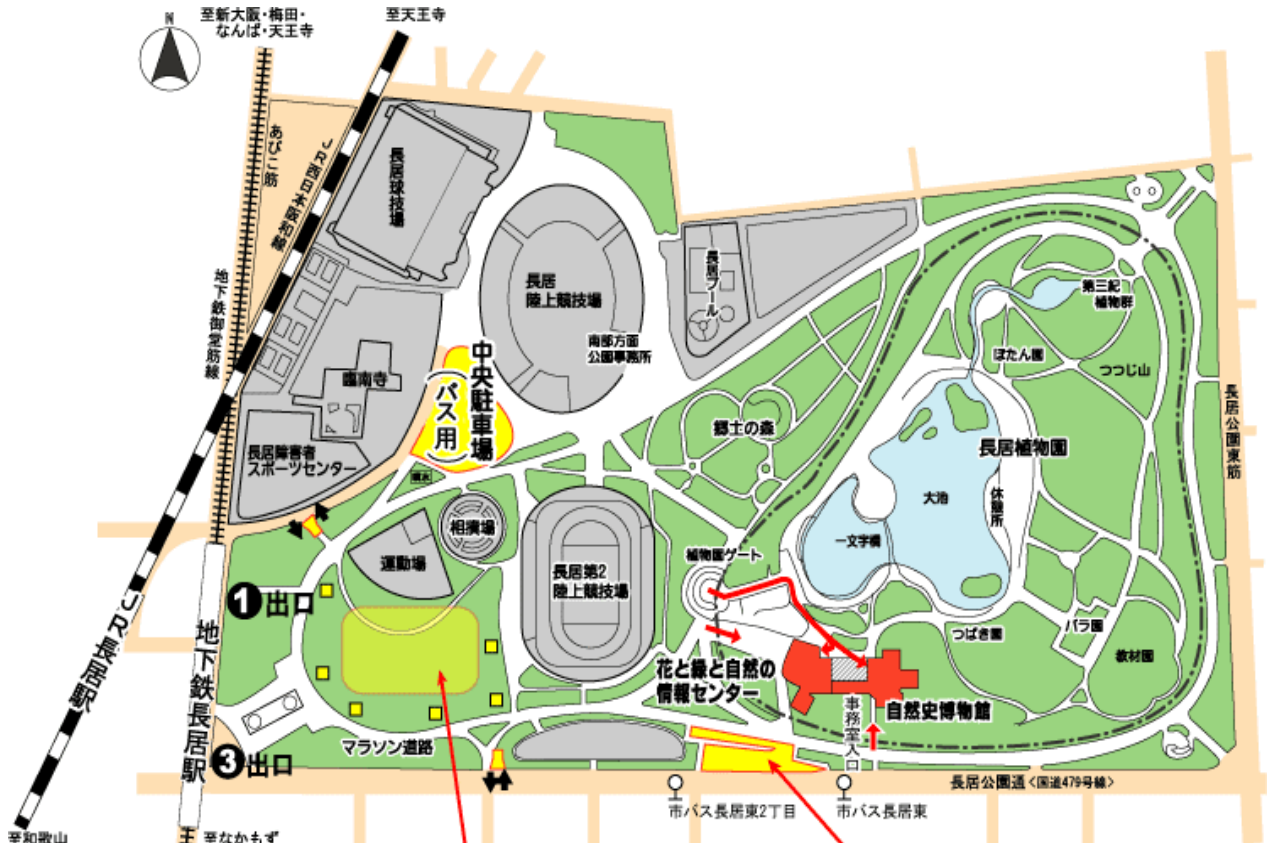 N
至新大阪・梅田・
なんば・天王寺
至天王寺
あびこ筋
JR西日本阪和線
地下鉄御堂筋線
長居球技場
長居
陸上競技場
南部方面
公園事務所
長居プール
中央駐車場
(バス用)
臨南寺
長居障害者
スポーツセンター
相撲場
運動場
長居第2
陸上競技場
郷土の森
第三紀
植物群
ぼたん園
つつじ山
長居植物園
大池
休憩所
一文字橋
植物園ゲート
つばき園
バラ園
教材園
長居公園東筋
花と緑と自然の
情報センター
自然史博物館
事務室入口
1出口
地下鉄長居駅
JR長居駅
3出口
マラソン道路
長居公園通<国道479号線>
市バス長居東2丁目
市バス長居東
至和歌山
至なかもず